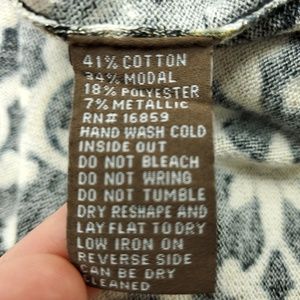 41% COTTON
34% MODAL
18% POLYESTER
7% METALLIC
RN# 16859
HAND WASH COLD
INSIDE OUT
DO NOT BLEACH
DO NOT WRING
DO NOT TUMBLE
DRY RESHAPE AND
LAY FLAT TO DRY
LOW IRON ON
REVERSE SIDE
CAN BE DRY
CLEANED